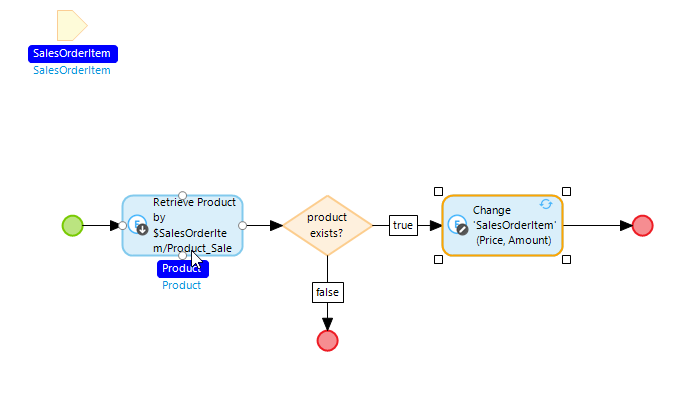 SalesOrderItem
SalesOrderItem
Retrieve Product
by
$SalesOrderIte
m/Product_Sale
Product
Product
product
exists?
true
false
Change
'SalesOrderItem'
(Price, Amount)